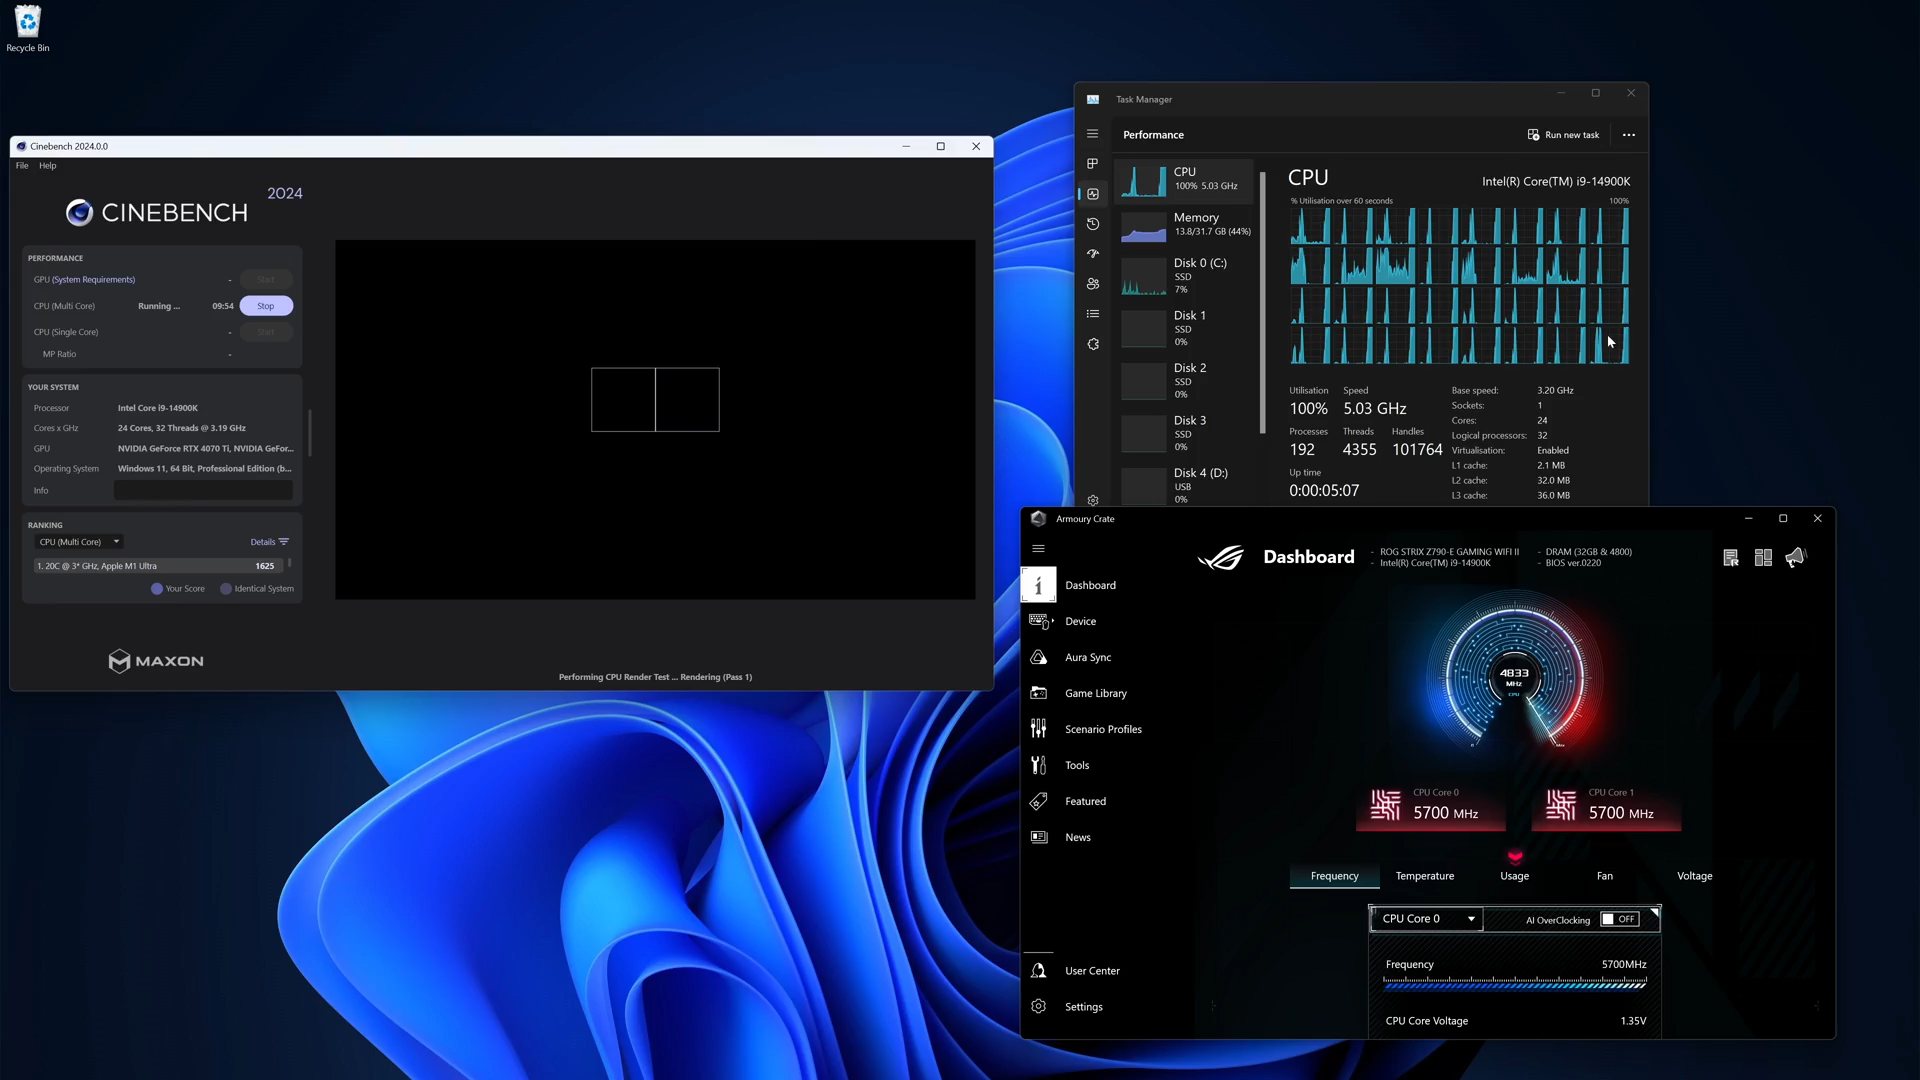 Recycle Bin
Cinebench 2024.0.0
File Help
2024
CINEBENCH
PERFORMANCE
GPU (System Requirements) - Start
CPU (Multi Core) Running ... 09:54 Stop
CPU (Single Core) - Start
MP Ratio -
YOUR SYSTEM
Processor Intel Core i9-14900K
Cores x GHz 24 Cores, 32 Threads @ 3.19 GHz
GPU NVIDIA GeForce RTX 4070 Ti, NVIDIA GeFor...
Operating System Windows 11, 64 Bit, Professional Edition (b...
Info
RANKING
CPU (Multi Core) Details
1. 20C @ 3* GHz, Apple M1 Ultra 1625
Your Score Identical System
MAXON
Performing CPU Render Test ... Rendering (Pass 1)
Task Manager
Performance Run new task
CPU
100% 5.03 GHz
Memory
13.8/31.7 GB (44%)
Disk 0 (C:)
SSD
7%
Disk 1
SSD
0%
Disk 2
SSD
0%
Disk 3
SSD
0%
Disk 4 (D:)
USB
0%
CPU Intel(R) Core(TM) i9-14900K
% Utilisation over 60 seconds 100%
Utilisation Speed
100% 5.03 GHz
Processes Threads Handles
192 4355 101764
Up time
0:00:05:07
Base speed: 3.20 GHz
Sockets: 1
Cores: 24
Logical processors: 32
Virtualisation: Enabled
L1 cache: 2.1 MB
L2 cache: 32.0 MB
L3 cache: 36.0 MB
Armoury Crate
Dashboard
Device
Aura Sync
Game Library
Scenario Profiles
Tools
Featured
News
User Center
Settings
Dashboard
- ROG STRIX Z790-E GAMING WIFI II
- Intel(R) Core(TM) i9-14900K
- DRAM (32GB & 4800)
- BIOS ver.0220
4833
MHz
CPU
0 Max
CPU Core 0
5700 MHz
CPU Core 1
5700 MHz
Frequency Temperature Usage Fan Voltage
CPU Core 0 AI OverClocking OFF
Frequency 5700MHz
CPU Core Voltage 1.35V